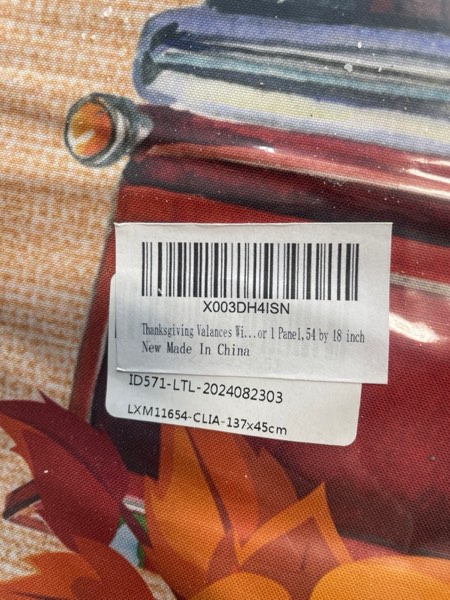 X003DH4ISN
Thanksgiving Valances Wi...or 1 Panel,54 by 18 inch
New Made In China
ID571-LTL-2024082303
LXM11654-CLIA-137x45cm